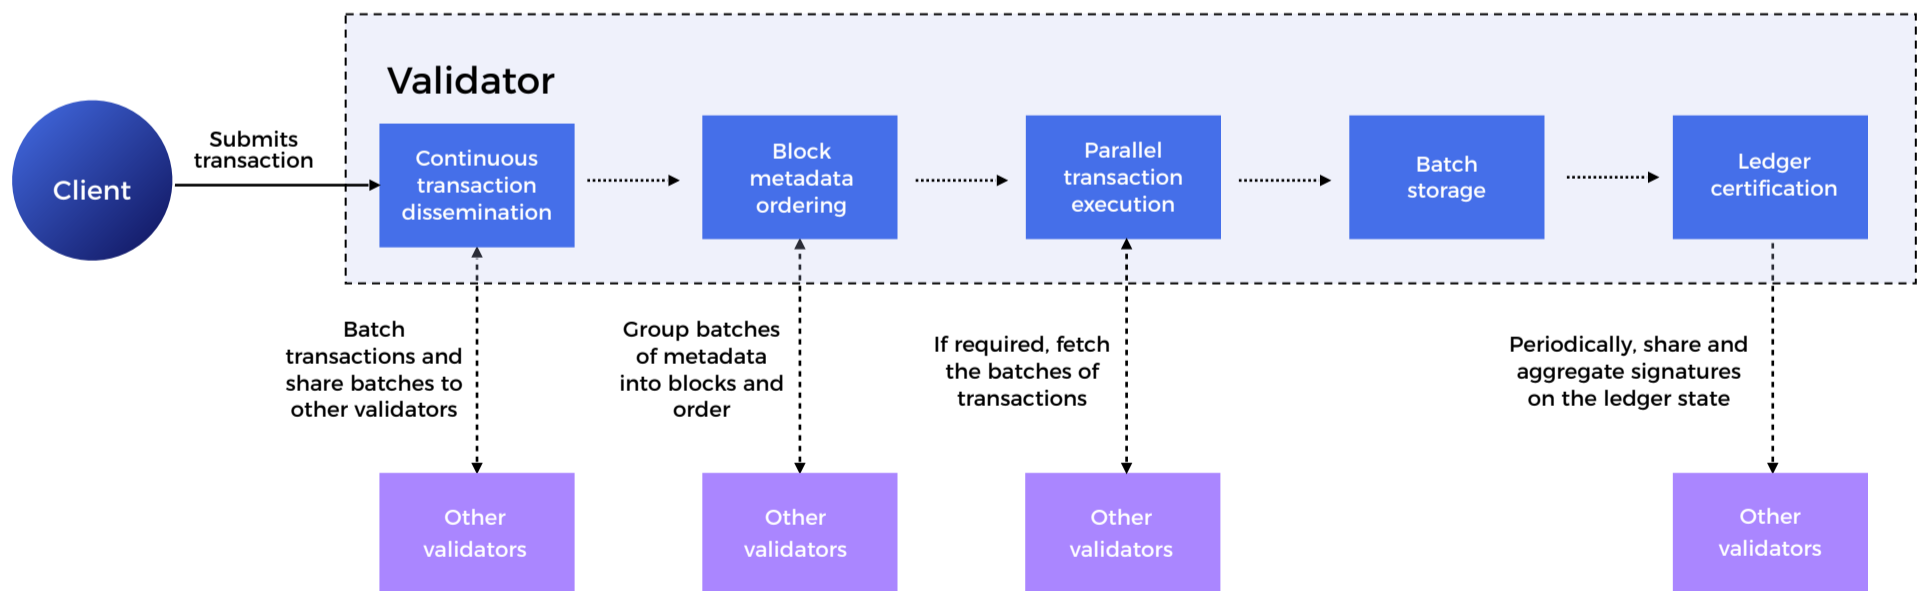 Validator
Client
Submits
transaction
Continuous
transaction
dissemination
Block
metadata
ordering
Parallel
transaction
execution
Batch
storage
Ledger
certification
Batch
transactions and
share batches to
other validators
Group batches
of metadata
into blocks and
order
If required, fetch
the batches of
transactions
Periodically, share and
aggregate signatures
on the ledger state
Other
validators
Other
validators
Other
validators
Other
validators